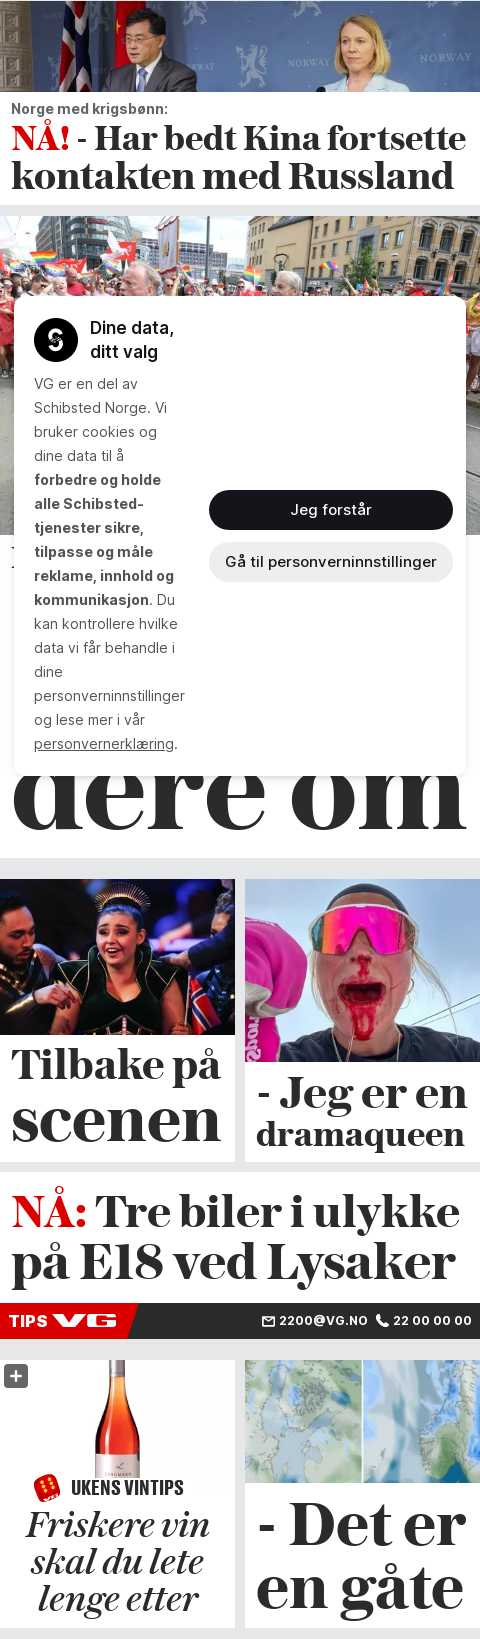 NORWAY
NORWAY
Norge med krigsbønn:
NÅ! - Har bedt Kina fortsette
kontakten med Russland
Dine data,
ditt valg
VG er en del av
Schibsted Norge. Vi
bruker cookies og
dine data til å
forbedre og holde
alle Schibsted-
tjenester sikre,
tilpasse og måle
reklame, innhold og
kommunikasjon. Du
kan kontrollere hvilke
data vi får behandle i
dine
personverninnstillinger
og lese mer i vår
personvernerklæring.
Jeg forstår
Gå til personverninnstillinger
dere om
Tilbake på
scenen
- Jeg er en
dramaqueen
NÅ: Tre biler i ulykke
på E18 ved Lysaker
TIPS VG 2200@VG.NO 22 00 00 00
UKENS VINTIPS
Friskere vin
skal du lete
lenge etter
- Det er
en gåte